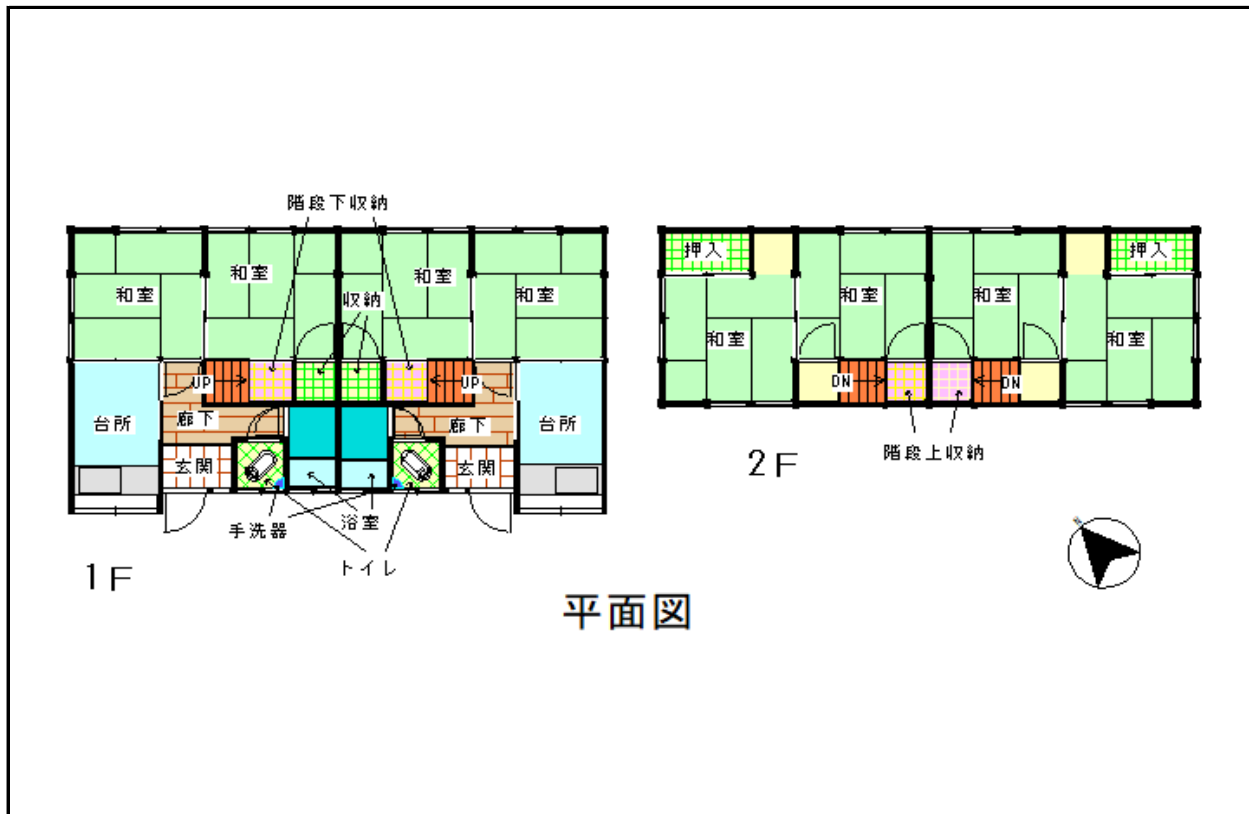 階段下収納
和室
和室
収納
和室
和室
UP
UP
台所
廊下
廊下
台所
玄関
玄関
手洗器
浴室
トイレ
1F
押入
押入
和室
和室
和室
和室
DN
DN
階段上収納
2F
平面図